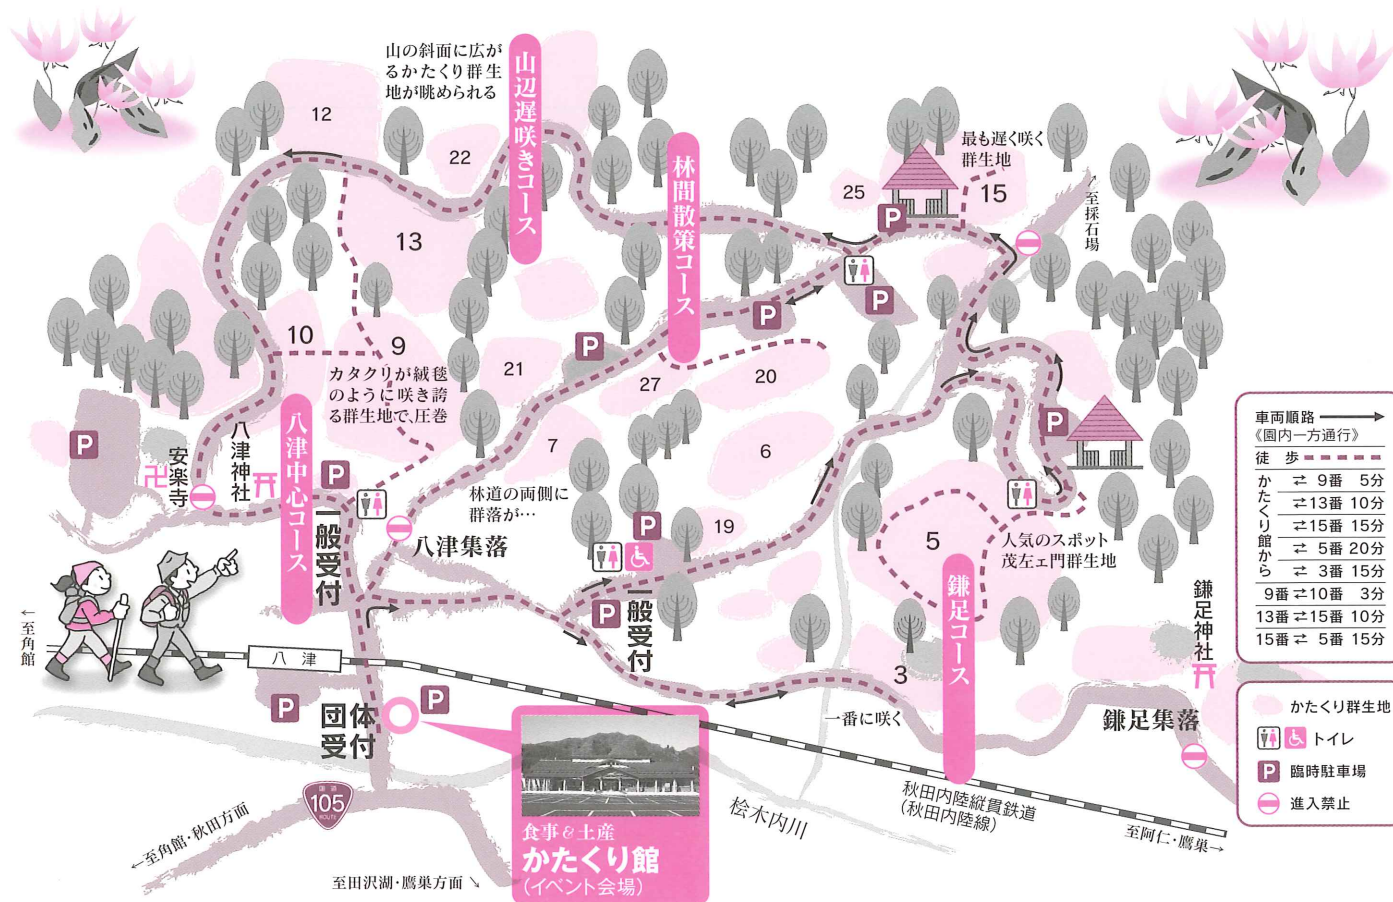 山の斜面に広が
るかたくり群生
地が眺められる
山辺遅咲きコース
林間散策コース
最も遅く咲く
群生地
12
22
25
15
至採石場→
13
P
P
P
P
10
9
21
27
20
カタクリが絨毯
のように咲き誇
る群生地で、圧巻
7
6
P
P
安楽寺
卍
八津神社
八津中心コース
P
一般受付
林道の両側に
群落が…
八津集落
19
P
5
人気のスポット
茂左ェ門群生地
鎌足コース
P
一般受付
鎌足神社
←至角館
八津
3
一番に咲く
鎌足集落
P
団体
受付
P
国道
105
ROUTE
←至角館・秋田方面
至田沢湖・鷹巣方面→
食事&土産
かたくり館
(イベント会場)
桧木内川
秋田内陸縦貫鉄道
(秋田内陸線)
至阿仁・鷹巣→
車両順路
《園内一方通行》
徒歩
かたくり館から
⇄ 9番 5分
⇄13番 10分
⇄15番 15分
⇄ 5番 20分
⇄ 3番 15分
9番⇄10番 3分
13番⇄15番 10分
15番⇄ 5番 15分
かたくり群生地
トイレ
P 臨時駐車場
進入禁止